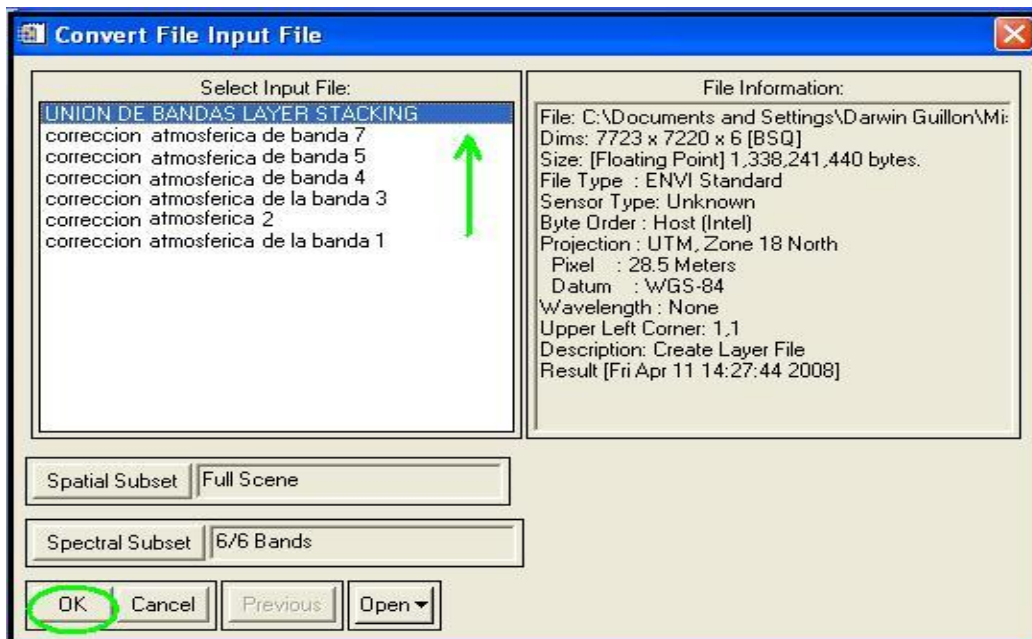 Convert File Input File
Select Input File:
UNION DE BANDAS LAYER STACKING
correccion atmosferica de banda 7
correccion atmosferica de banda 5
correccion atmosferica de banda 4
correccion atmosferica de la banda 3
correccion atmosferica 2
correccion atmosferica de la banda 1
File Information:
File: C:\Documents and Settings\Darwin Guillon\Mi
Dims: 7723 x 7220 x 6 [BSQ]
Size: [Floating Point] 1,338,241,440 bytes.
File Type : ENVI Standard
Sensor Type: Unknown
Byte Order : Host (Intel)
Projection : UTM, Zone 18 North
Pixel : 28.5 Meters
Datum : WGS-84
Wavelength : None
Upper Left Corner: 1,1
Description: Create Layer File
Result [Fri Apr 11 14:27:44 2008]
Spatial Subset Full Scene
Spectral Subset 6/6 Bands
OK Cancel Previous Open